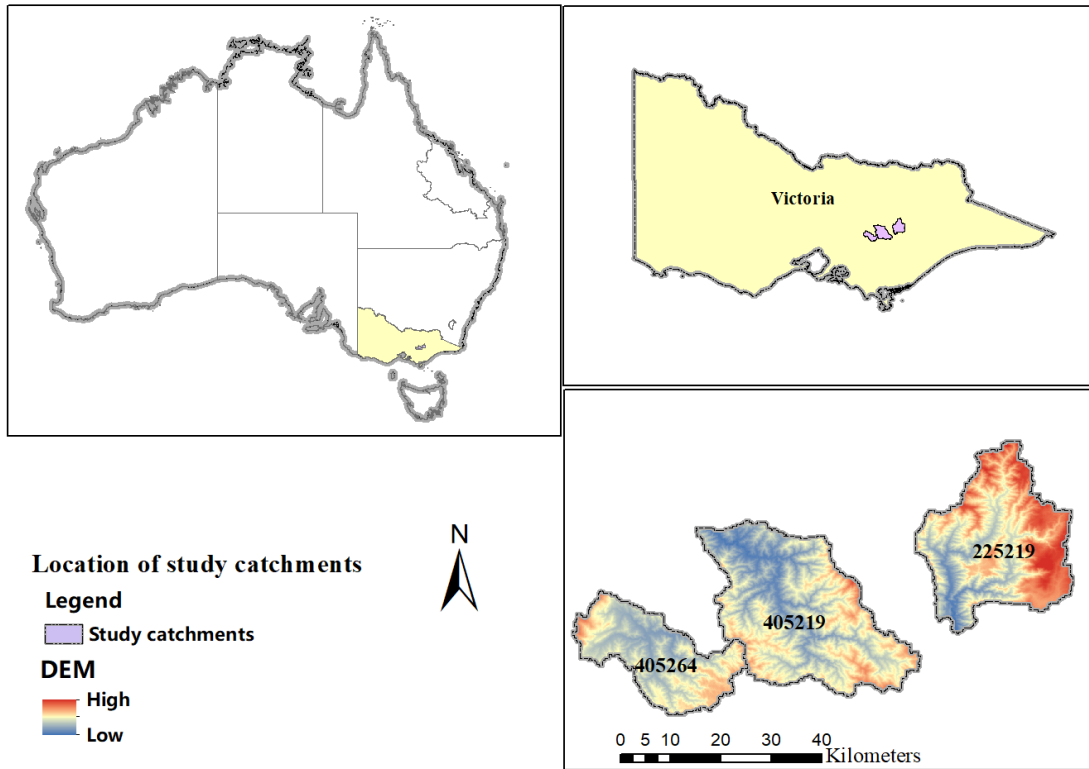 Victoria
N
Location of study catchments
Legend
Study catchments
DEM
High
Low
225219
405219
405264
0 5 10 20 30 40
Kilometers